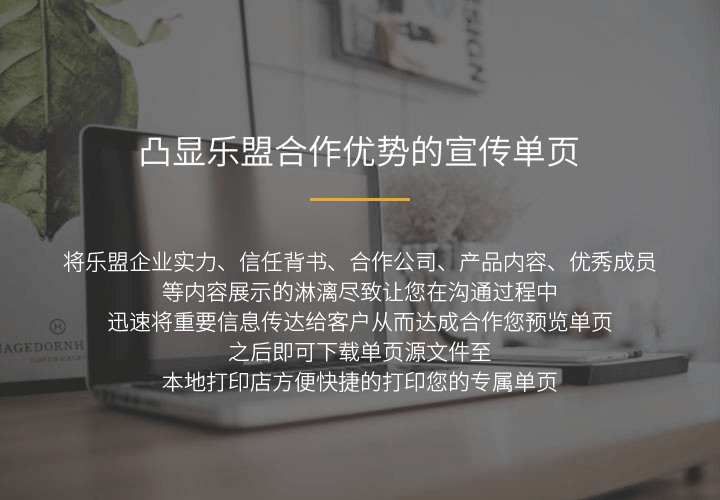 凸显乐盟合作优势的宣传单页
将乐盟企业实力、信任背书、合作公司、产品内容、优秀成员
等内容展示的淋漓尽致让您在沟通过程中
迅速将重要信息传达给客户从而达成合作您预览单页
之后即可下载单页源文件至
本地打印店方便快捷的打印您的专属单页
DESIGN
HAGEDORNH
COPENHAGEN